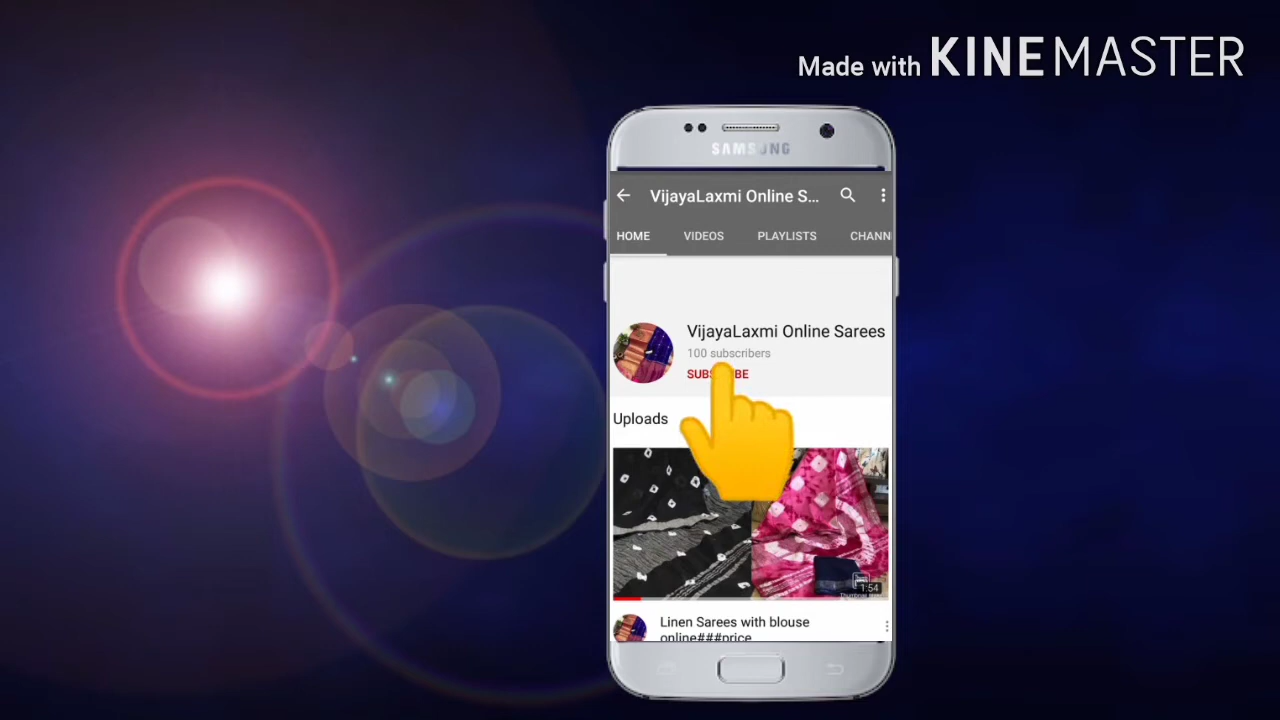 Made with KINEMASTER
SAMSUNG
VijayaLaxmi Online S...
HOME VIDEOS PLAYLISTS CHANN
VijayaLaxmi Online Sarees
100 subscribers
Uploads
1:54
Linen Sarees with blouse
online###price